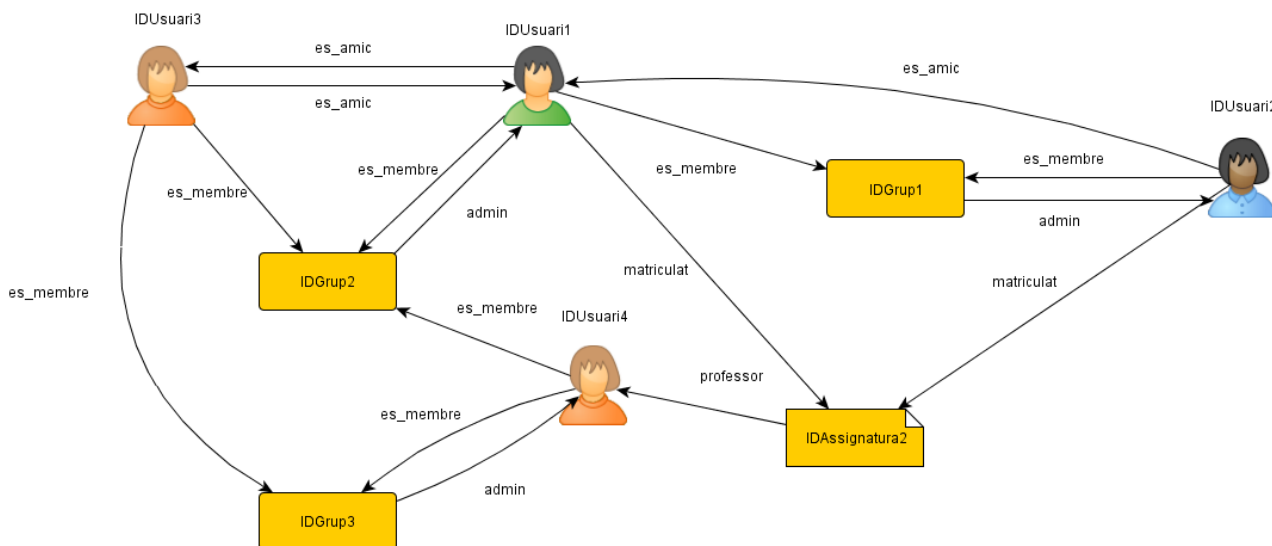 IDUsuari3
IDUsuari1
es_amic
es_amic
es_amic
IDUsuari2
es_membre
es_membre
es_membre
es_membre
IDGrup1
admin
admin
IDGrup2
matriculat
matriculat
es_membre
es_membre
IDUsuari4
professor
es_membre
IDAssignatura2
admin
IDGrup3